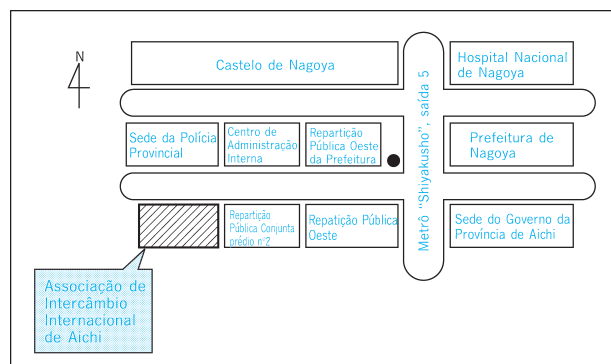 N
Castelo de Nagoya
Hospital Nacional
de Nagoya
Metrô "Shiyakusho", saída 5
Sede da Polícia
Provincial
Centro de
Administração
Interna
Repartição
Pública Oeste
da Prefeitura
Prefeitura de
Nagoya
Repartição
Pública Conjunta
prédio nº2
Repatição Pública
Oeste
Sede do Governo da
Província de Aichi
Associação de
Intercâmbio
Internacional
de Aichi